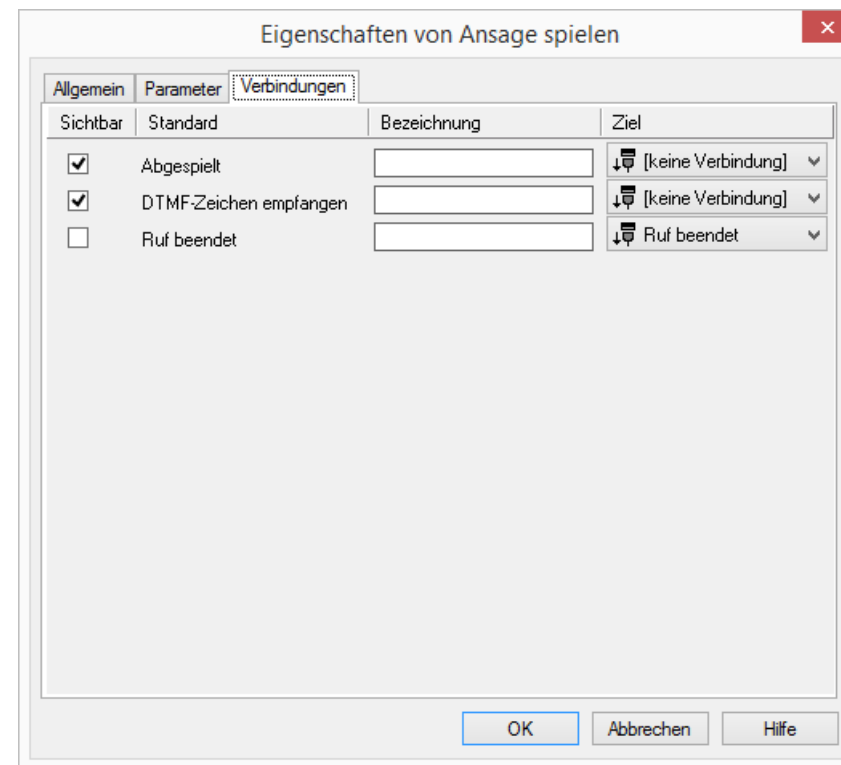 Eigenschaften von Ansage spielen
Allgemein Parameter Verbindungen
Sichtbar Standard Bezeichnung Ziel
Abgespielt [keine Verbindung]
DTMF-Zeichen empfangen [keine Verbindung]
Ruf beendet Ruf beendet
OK Abbrechen Hilfe